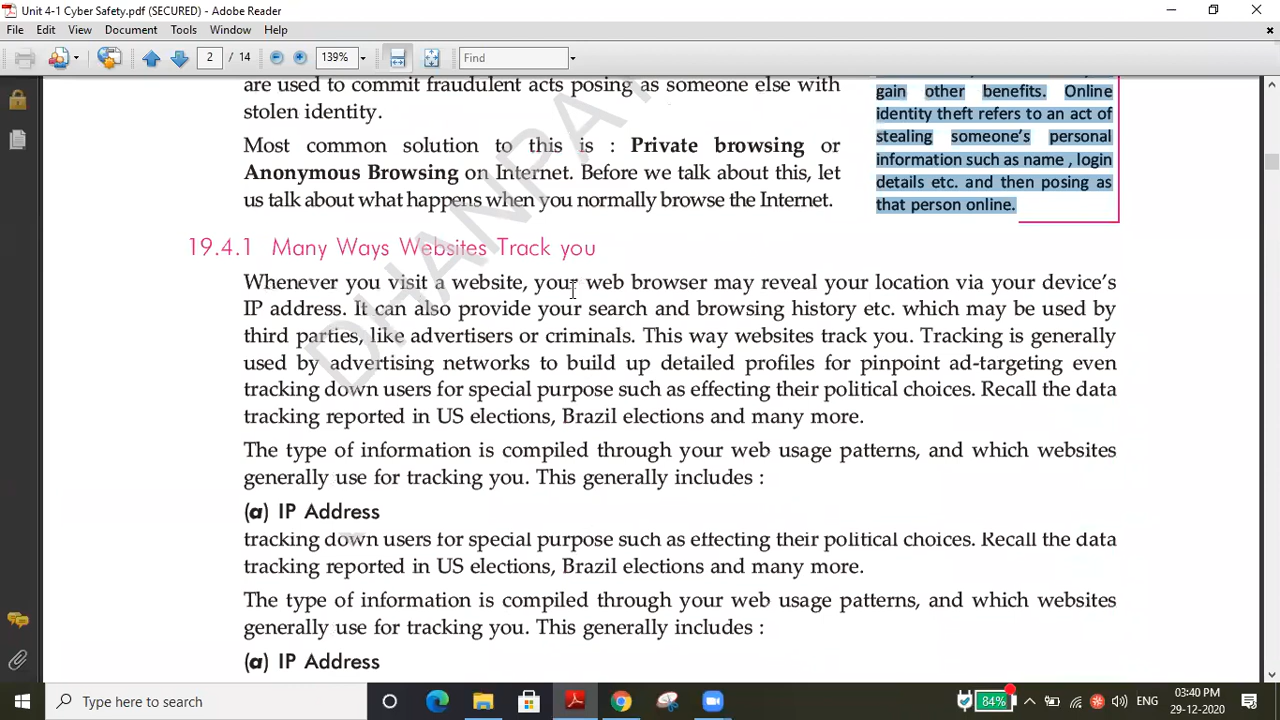 Unit 4-1 Cyber Safety.pdf (SECURED) - Adobe Reader
File Edit View Document Tools Window Help
2 / 14 139% Find
are used to commit fraudulent acts posing as someone else with
stolen identity.
Most common solution to this is : Private browsing or
Anonymous Browsing on Internet. Before we talk about this, let
us talk about what happens when you normally browse the Internet.
gain other benefits. Online
identity theft refers to an act of
stealing someone's personal
information such as name , login
details etc. and then posing as
that person online.
19.4.1 Many Ways Websites Track you
Whenever you visit a website, your web browser may reveal your location via your device's
IP address. It can also provide your search and browsing history etc. which may be used by
third parties, like advertisers or criminals. This way websites track you. Tracking is generally
used by advertising networks to build up detailed profiles for pinpoint ad-targeting even
tracking down users for special purpose such as effecting their political choices. Recall the data
tracking reported in US elections, Brazil elections and many more.
The type of information is compiled through your web usage patterns, and which websites
generally use for tracking you. This generally includes :
(a) IP Address
tracking down users for special purpose such as effecting their political choices. Recall the data
tracking reported in US elections, Brazil elections and many more.
The type of information is compiled through your web usage patterns, and which websites
generally use for tracking you. This generally includes :
(a) IP Address
DHANPAT
Type here to search
84% ENG
03:40 PM
29-12-2020